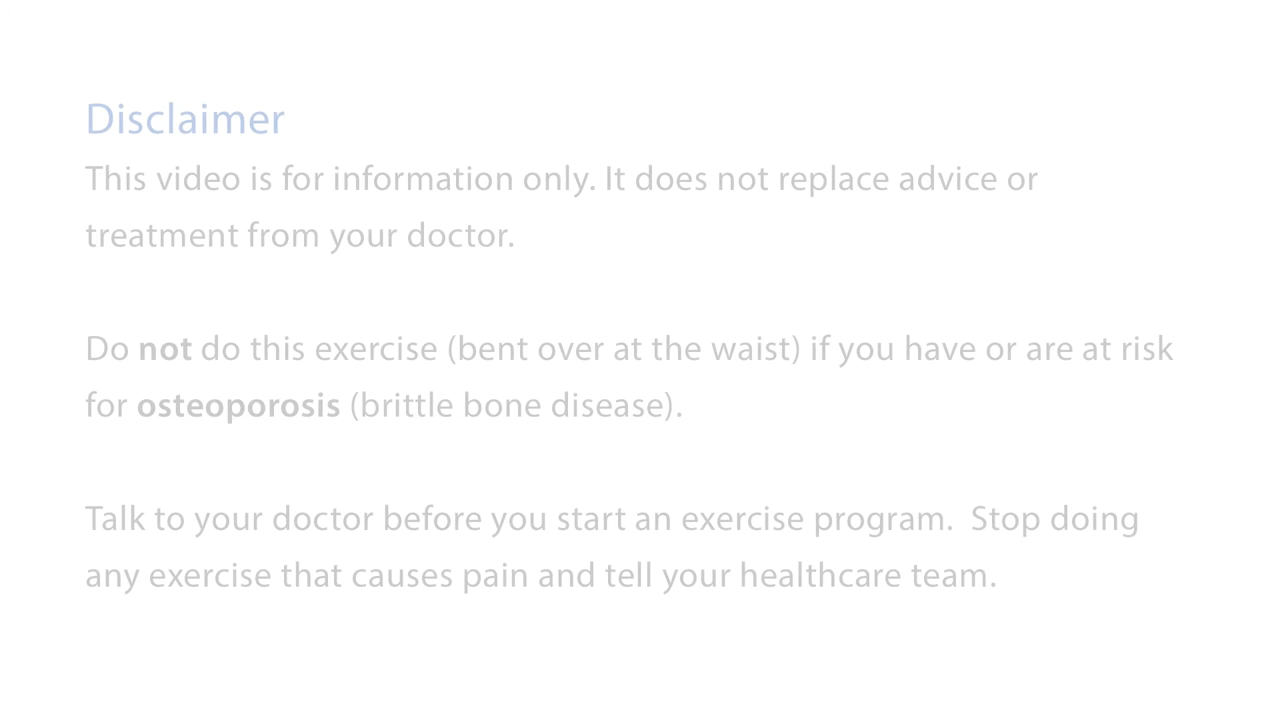 Disclaimer
This video is for information only. It does not replace advice or
treatment from your doctor.
Do not do this exercise (bent over at the waist) if you have or are at risk
for osteoporosis (brittle bone disease).
Talk to your doctor before you start an exercise program.  Stop doing
any exercise that causes pain and tell your healthcare team.